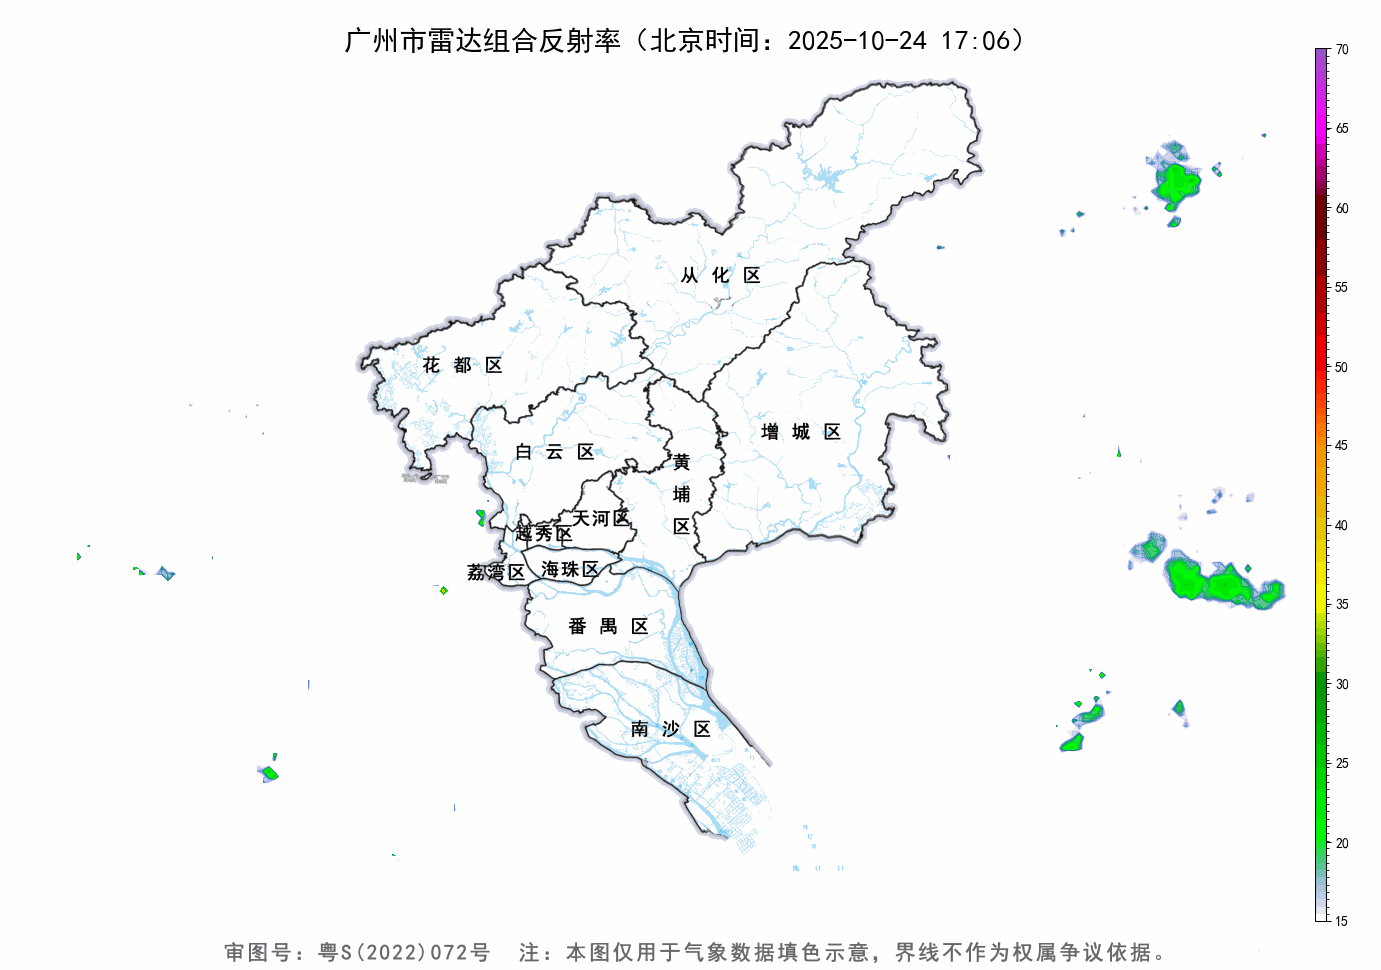 广州市雷达组合反射率（北京时间：2025-10-24 17:06）
70
65
60
55
50
45
40
35
30
25
20
15
从化区
花都区
增城区
白云区
黄埔区
天河区
越秀区
荔湾区
海珠区
番禺区
南沙区
审图号：粤S(2022)072号 注：本图仅用于气象数据填色示意，界线不作为权属争议依据。